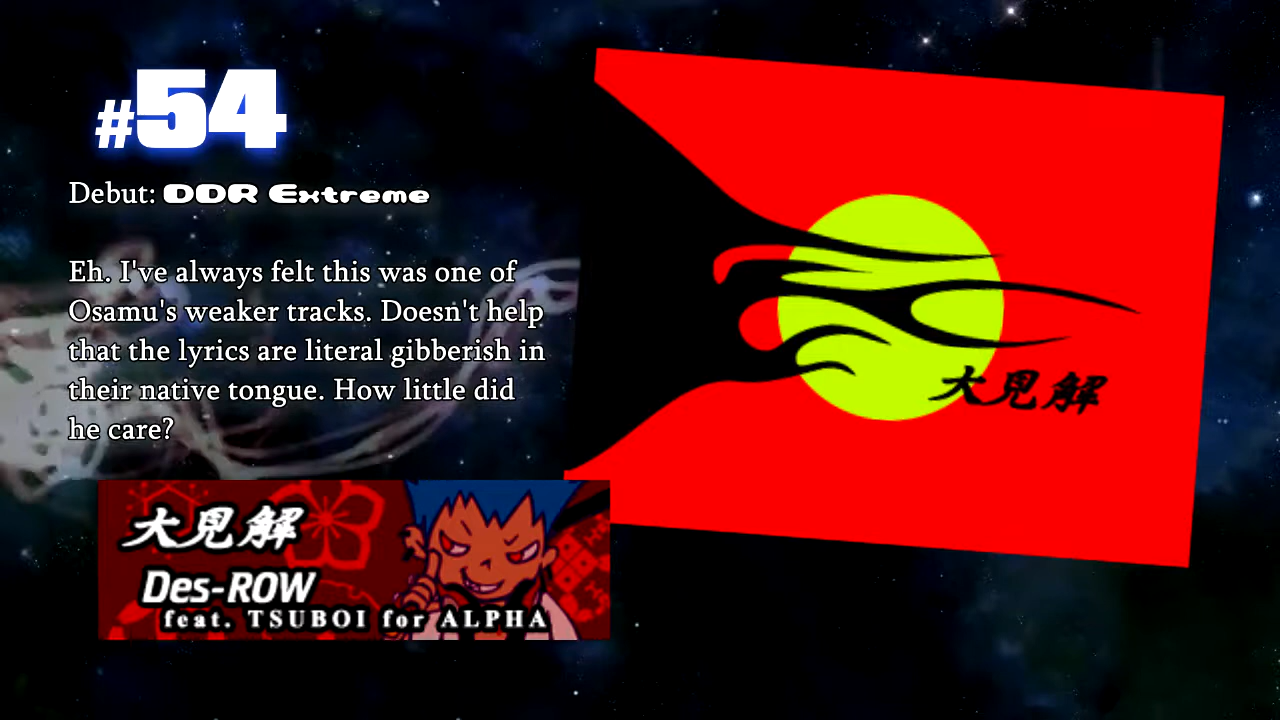 #54
Debut: DDR Extreme
Eh. I've always felt this was one of
Osamu's weaker tracks. Doesn't help
that the lyrics are literal gibberish in
their native tongue. How little did
he care?
大見解
大見解
Des-ROW
feat. TSUBOI for ALPHA